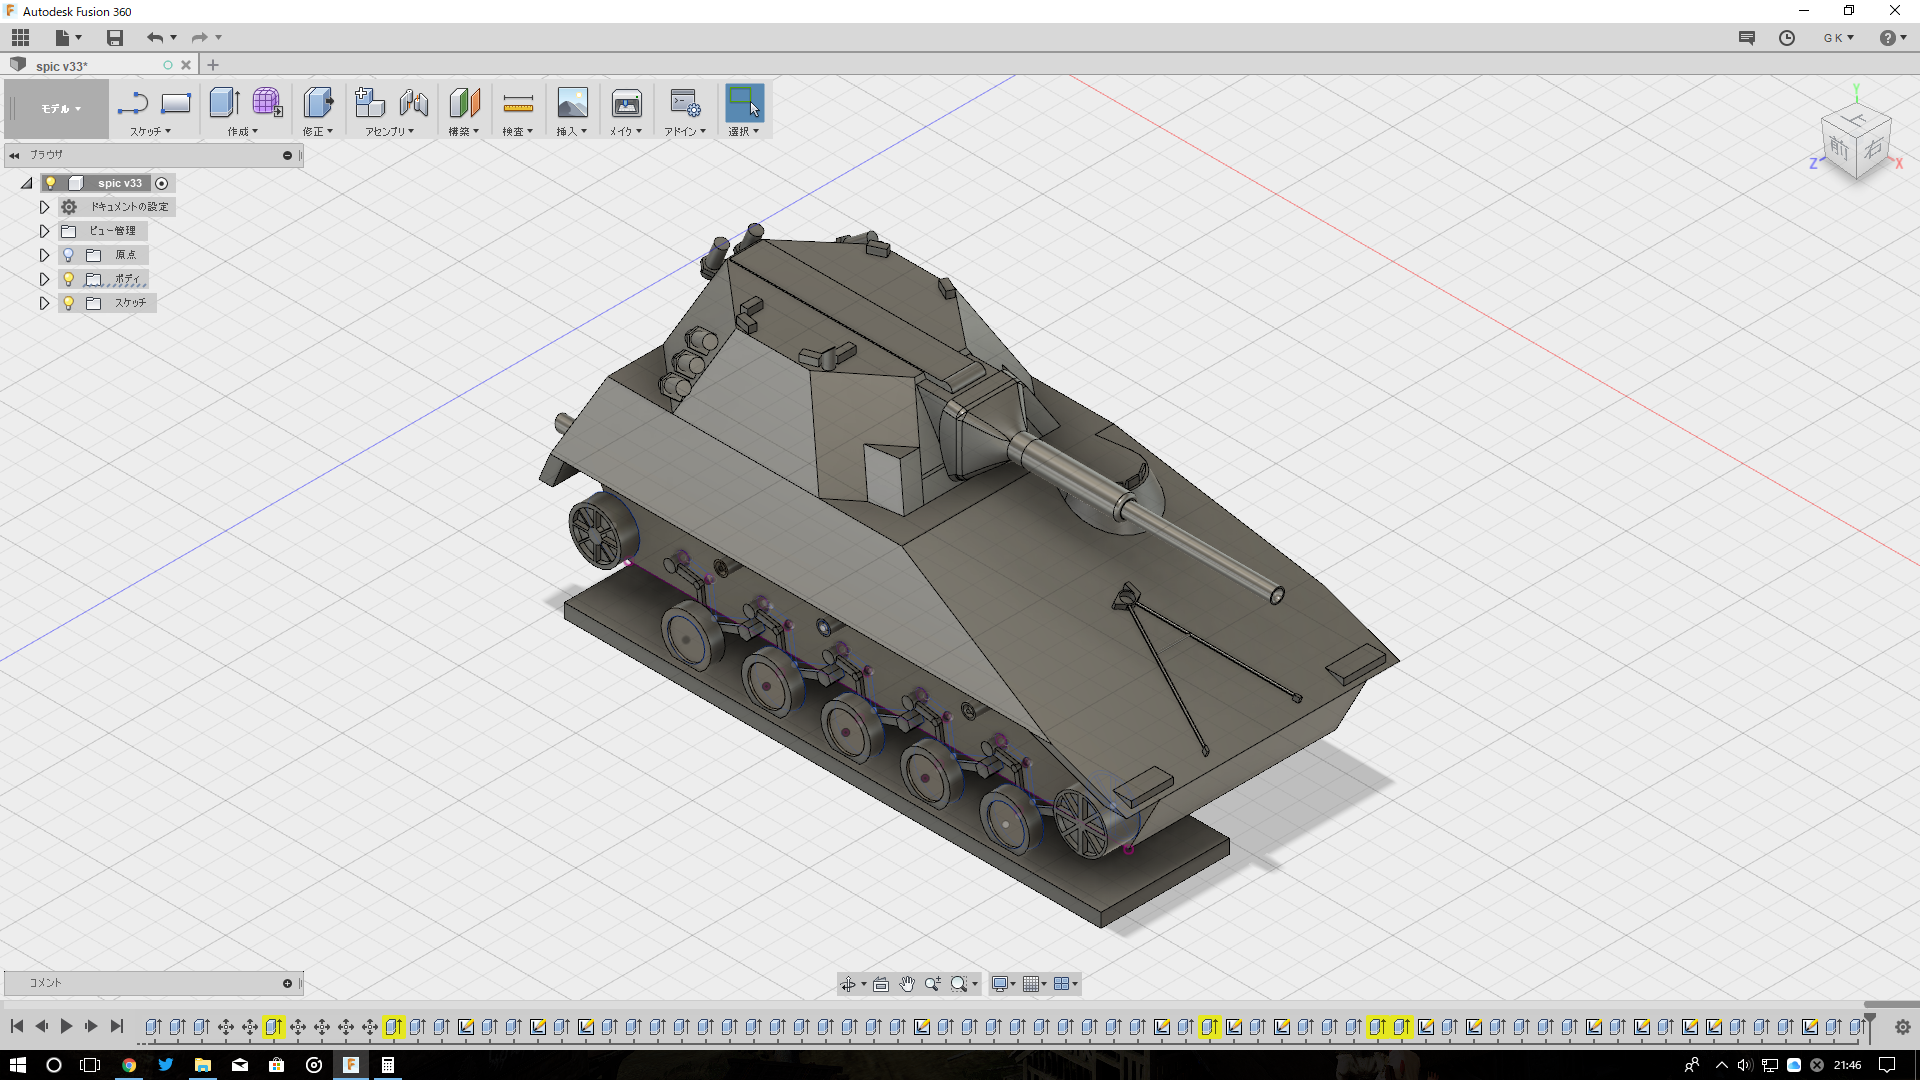 Autodesk Fusion 360
G K
spic v33*
モデル
スケッチ
作成
修正
アセンブリ
構築
検査
挿入
メイク
アドイン
選択
ブラウザ
spic v33
ドキュメントの設定
ビュー管理
原点
ボディ
スケッチ
Y
上
前
右
Z
X
コメント
21:46